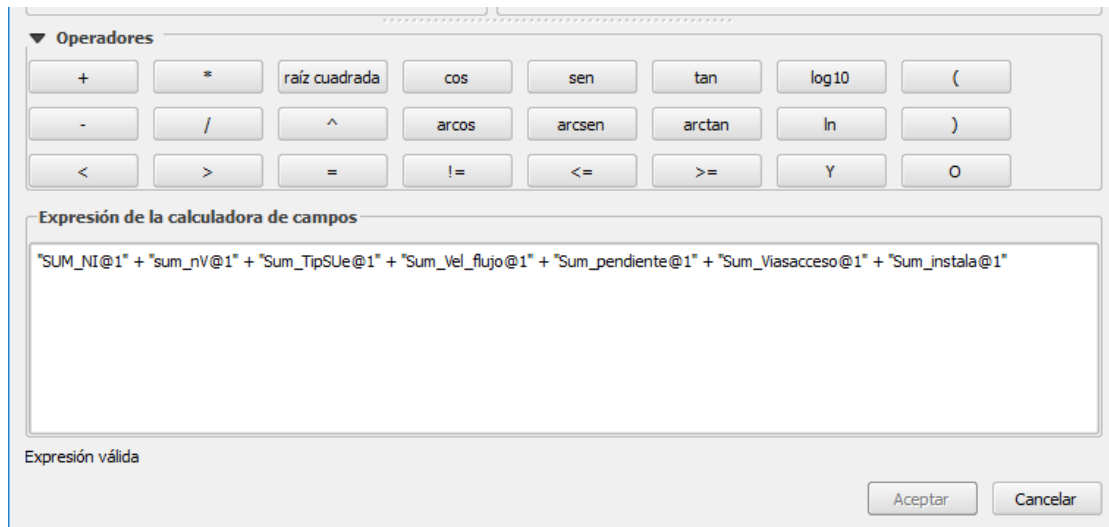 Operadores
+ * raíz cuadrada cos sen tan log10 (
- / ^ arcos arcsen arctan ln )
< > = != <= >= Y O
Expresión de la calculadora de campos
"SUM_NI@1" + "sum_nV@1" + "Sum_TipSUe@1" + "Sum_Vel_flujo@1" + "Sum_pendiente@1" + "Sum_Viasacceso@1" + "Sum_instala@1"
Expresión válida
Aceptar Cancelar